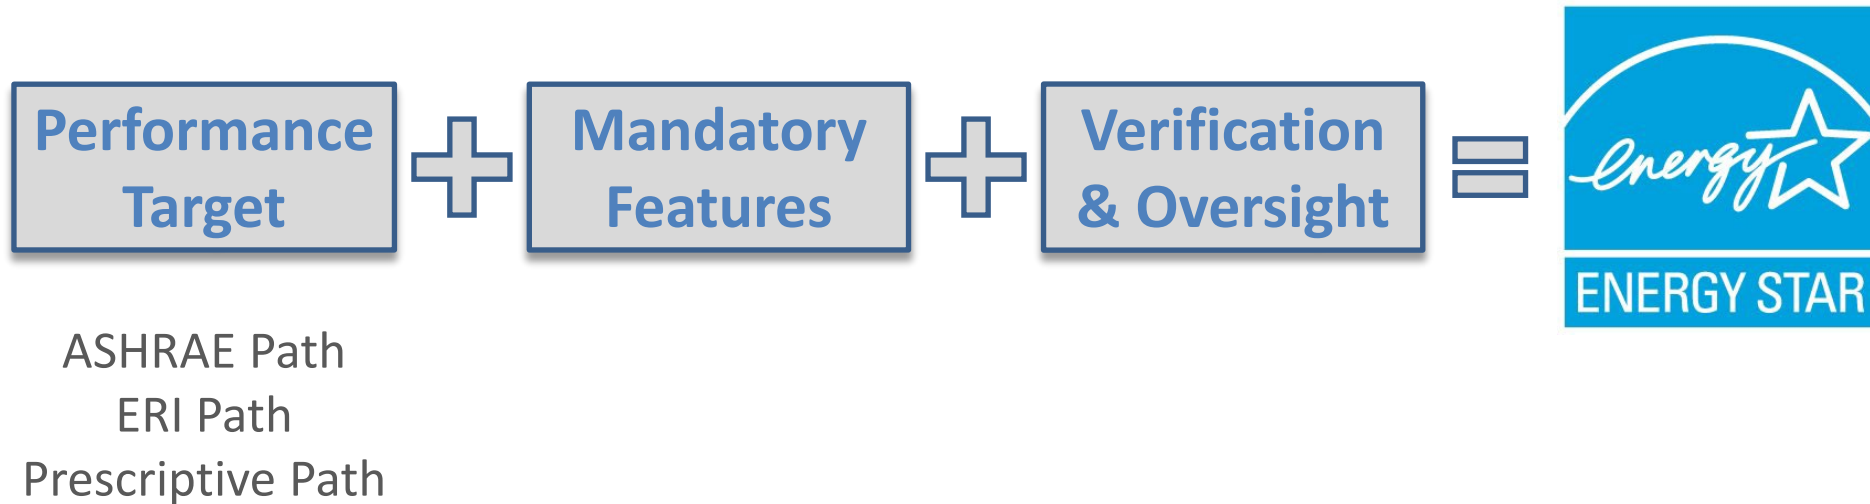 Performance
Target
Mandatory
Features
Verification
& Oversight
energy
ENERGY STAR
ASHRAE Path
ERI Path
Prescriptive Path